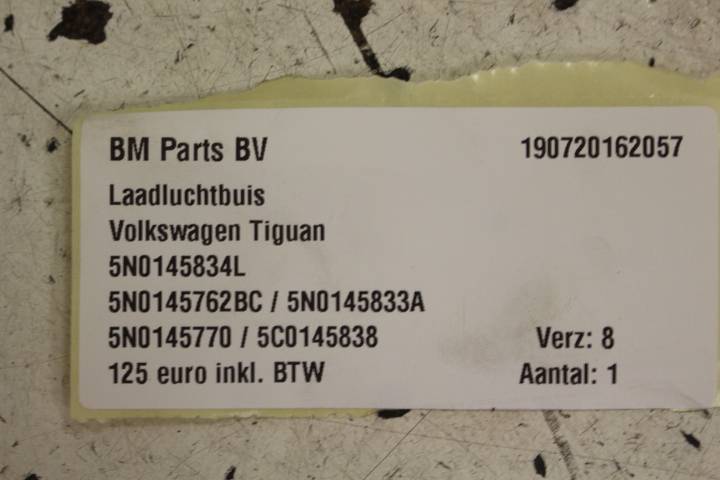 BM Parts BV 190720162057
Laadluchtbuis
Volkswagen Tiguan
5N0145834L
5N0145762BC / 5N0145833A
5N0145770 / 5C0145838 Verz: 8
125 euro inkl. BTW Aantal: 1